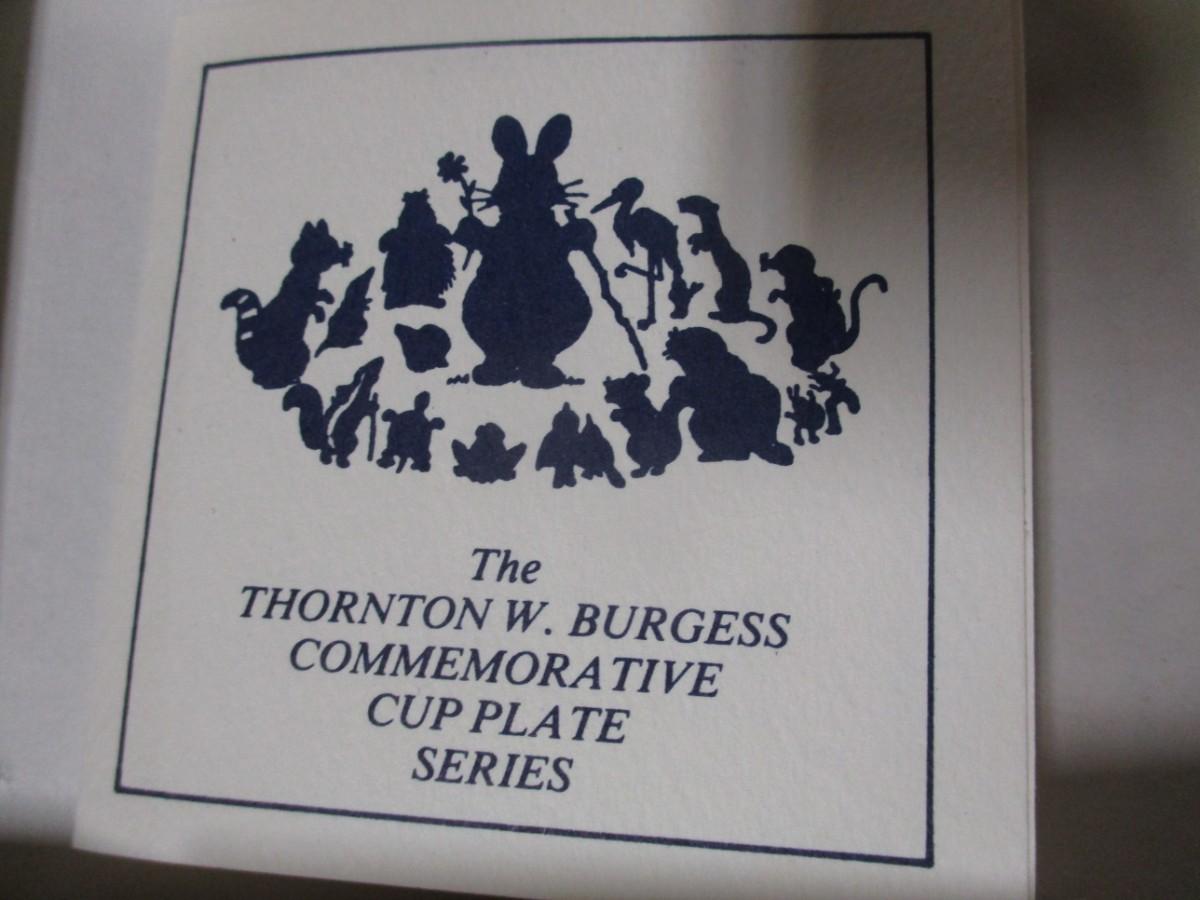 The
THORNTON W. BURGESS
COMMEMORATIVE
CUP PLATE
SERIES